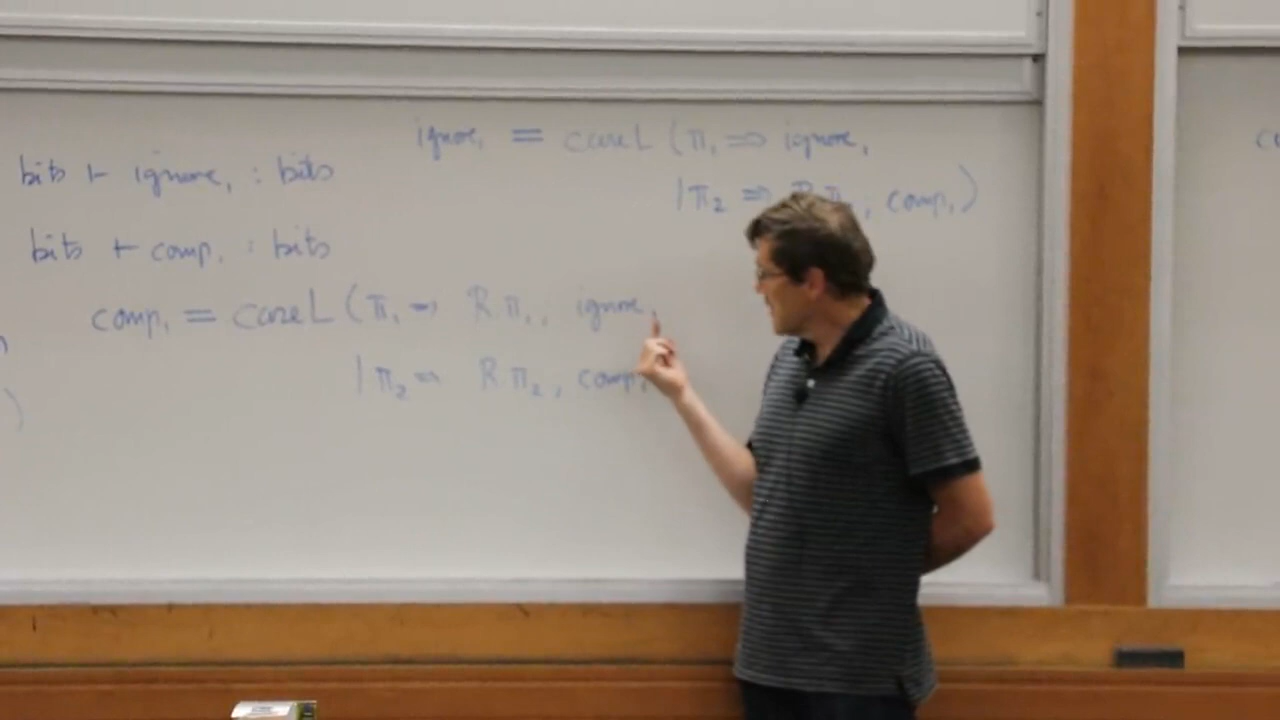 bits ⊢ ignore₁ : bits
bits ⊢ comp₁ : bits
comp₁ = caseL (π₁ ⇒ R.π₁ ; ignore₁
| π₂ ⇒ R.π₂ ; comp₁
ignore₁ = caseL (π₁ ⇒ ignore₁
| π₂ ⇒ R.π₂ ; comp₁)